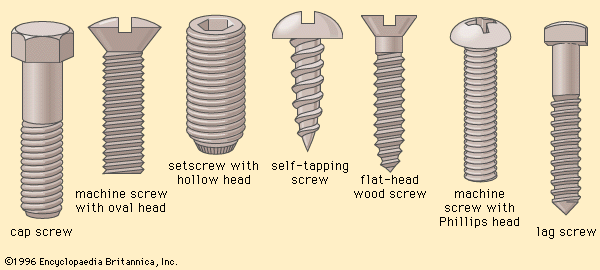 cap screw
machine screw
with oval head
setscrew with
hollow head
self-tapping
screw
flat-head
wood screw
machine
screw with
Phillips head
lag screw
©1996 Encyclopaedia Britannica, Inc.